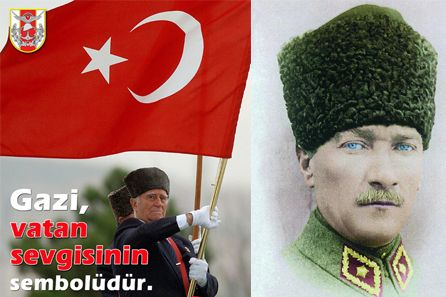 Gazi,
vatan
sevgisinin
sembolüdür.